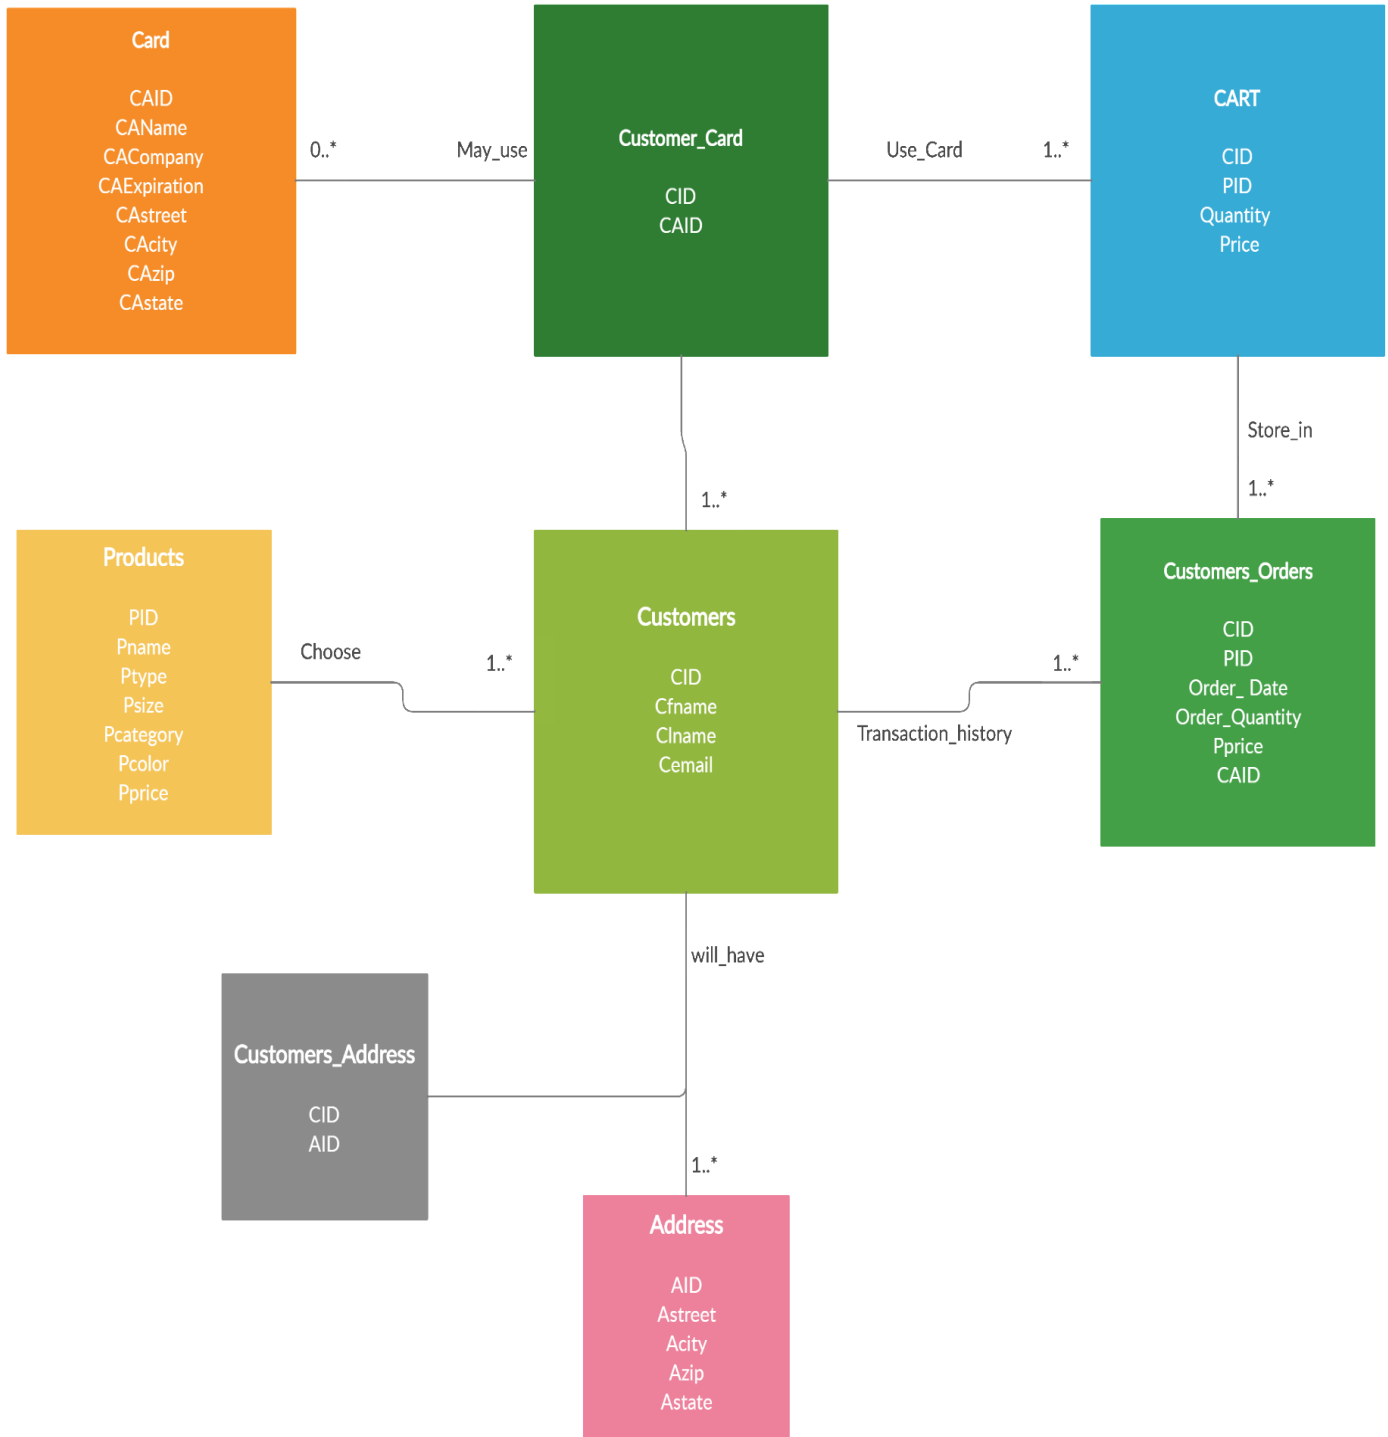 Card
CAID
CAName
CACompany
CAExpiration
CAstreet
CAcity
CAzip
CAstate
0..*
May_use
Customer_Card
CID
CAID
Use_Card
1..*
CART
CID
PID
Quantity
Price
Store_in
1..*
1..*
Products
PID
Pname
Ptype
Psize
Pcategory
Pcolor
Pprice
Choose
1..*
Customers
CID
Cfname
Clname
Cemail
1..*
Transaction_history
Customers_Orders
CID
PID
Order_ Date
Order_Quantity
Pprice
CAID
will_have
Customers_Address
CID
AID
1..*
Address
AID
Astreet
Acity
Azip
Astate